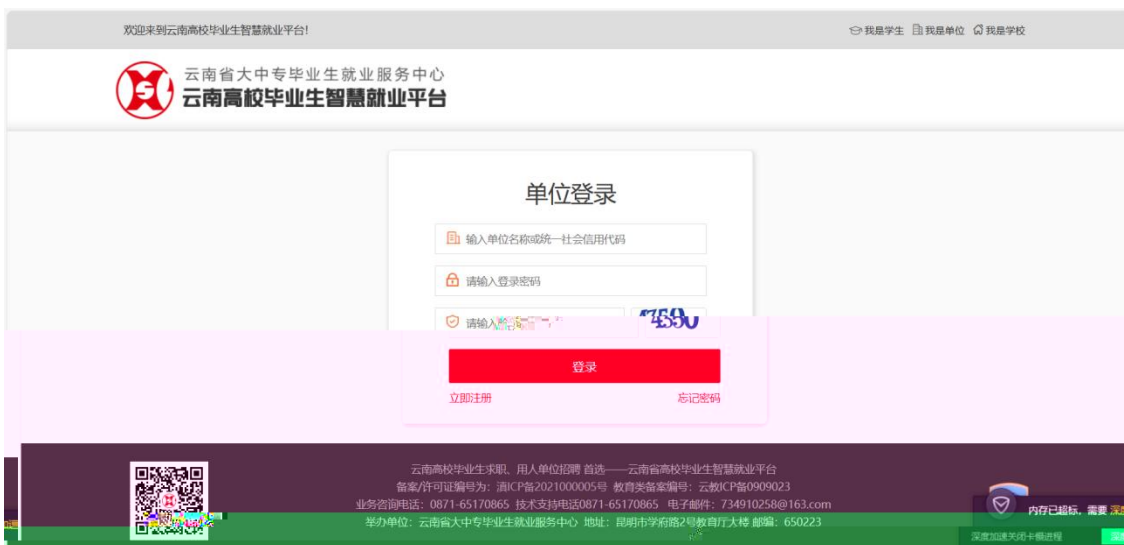 欢迎来到云南高校毕业生智慧就业平台!
我是学生 我是单位 我是学校
云南省大中专毕业生就业服务中心
云南高校毕业生智慧就业平台
单位登录
输入单位名称或统一社会信用代码
请输入登录密码
请输入
登录
立即注册 忘记密码
云南高校毕业生求职、用人单位招聘 首选——云南省高校毕业生智慧就业平台
备案/许可证编号为：滇ICP备2021000005号 教育类备案编号：云教ICP备0909023
业务咨询电话：0871-65170865 技术支持电话0871-65170865 电子邮件：734910258@163.com
举办单位：云南省大中专毕业生就业服务中心 地址：昆明市学府路2号教育厅大楼 邮编：650223
内存已超标，需要
深度加速关闭卡慢进程